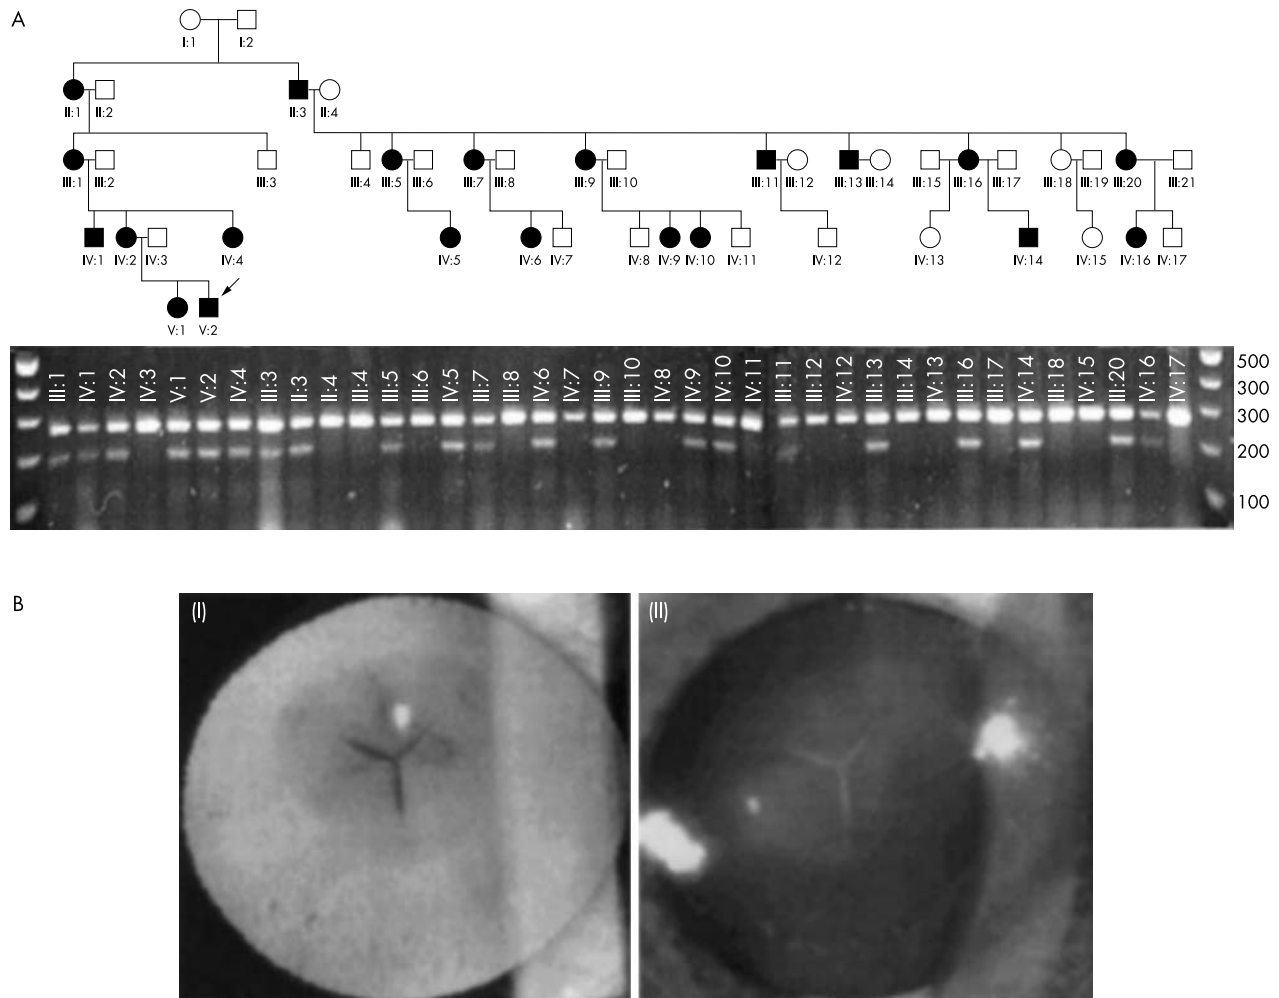 A
I:1 I:2
II:1 II:2 II:3 II:4
III:1 III:2 III:3 III:4 III:5 III:6 III:7 III:8 III:9 III:10 III:11 III:12 III:13 III:14 III:15 III:16 III:17 III:18 III:19 III:20 III:21
IV:1 IV:2 IV:3 IV:4 IV:5 IV:6 IV:7 IV:8 IV:9 IV:10 IV:11 IV:12 IV:13 IV:14 IV:15 IV:16 IV:17
V:1 V:2
III:1 IV:1 IV:2 IV:3 V:1 V:2 IV:4 III:3 II:3 II:4 III:4 III:5 III:6 IV:5 III:7 III:8 IV:6 IV:7 III:9 III:10 IV:8 IV:9 IV:10 IV:11 III:11 III:12 IV:12 III:13 III:14 IV:13 III:16 III:17 IV:14 III:18 IV:15 III:20 IV:16 IV:17
500
300
300
200
100
B
(I) (II)